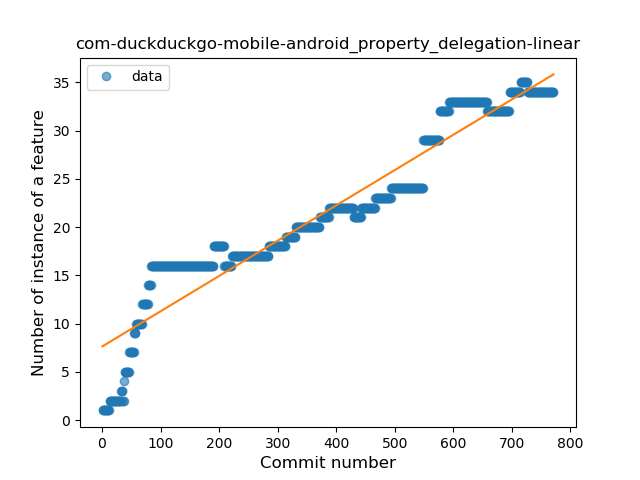 com-duckduckgo-mobile-android_property_delegation-linear
data
35
30
25
20
15
10
5
0
Number of instance of a feature
0 100 200 300 400 500 600 700 800
Commit number